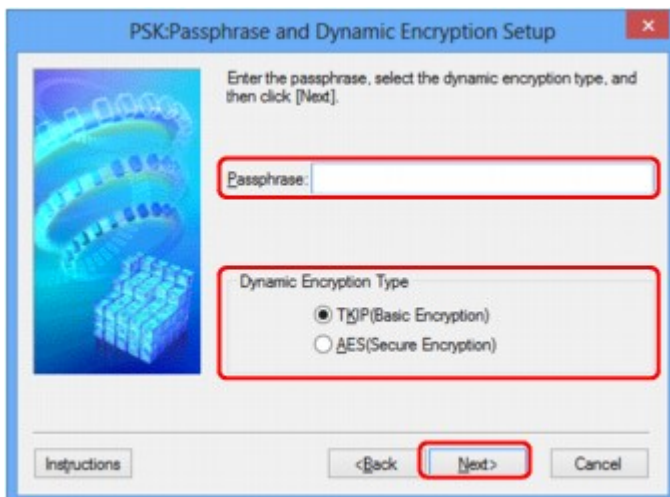 PSK:Passphrase and Dynamic Encryption Setup
Enter the passphrase, select the dynamic encryption type, and
then click [Next].
Passphrase:
Dynamic Encryption Type
TKIP(Basic Encryption)
AES(Secure Encryption)
Instructions
<Back
Next>
Cancel